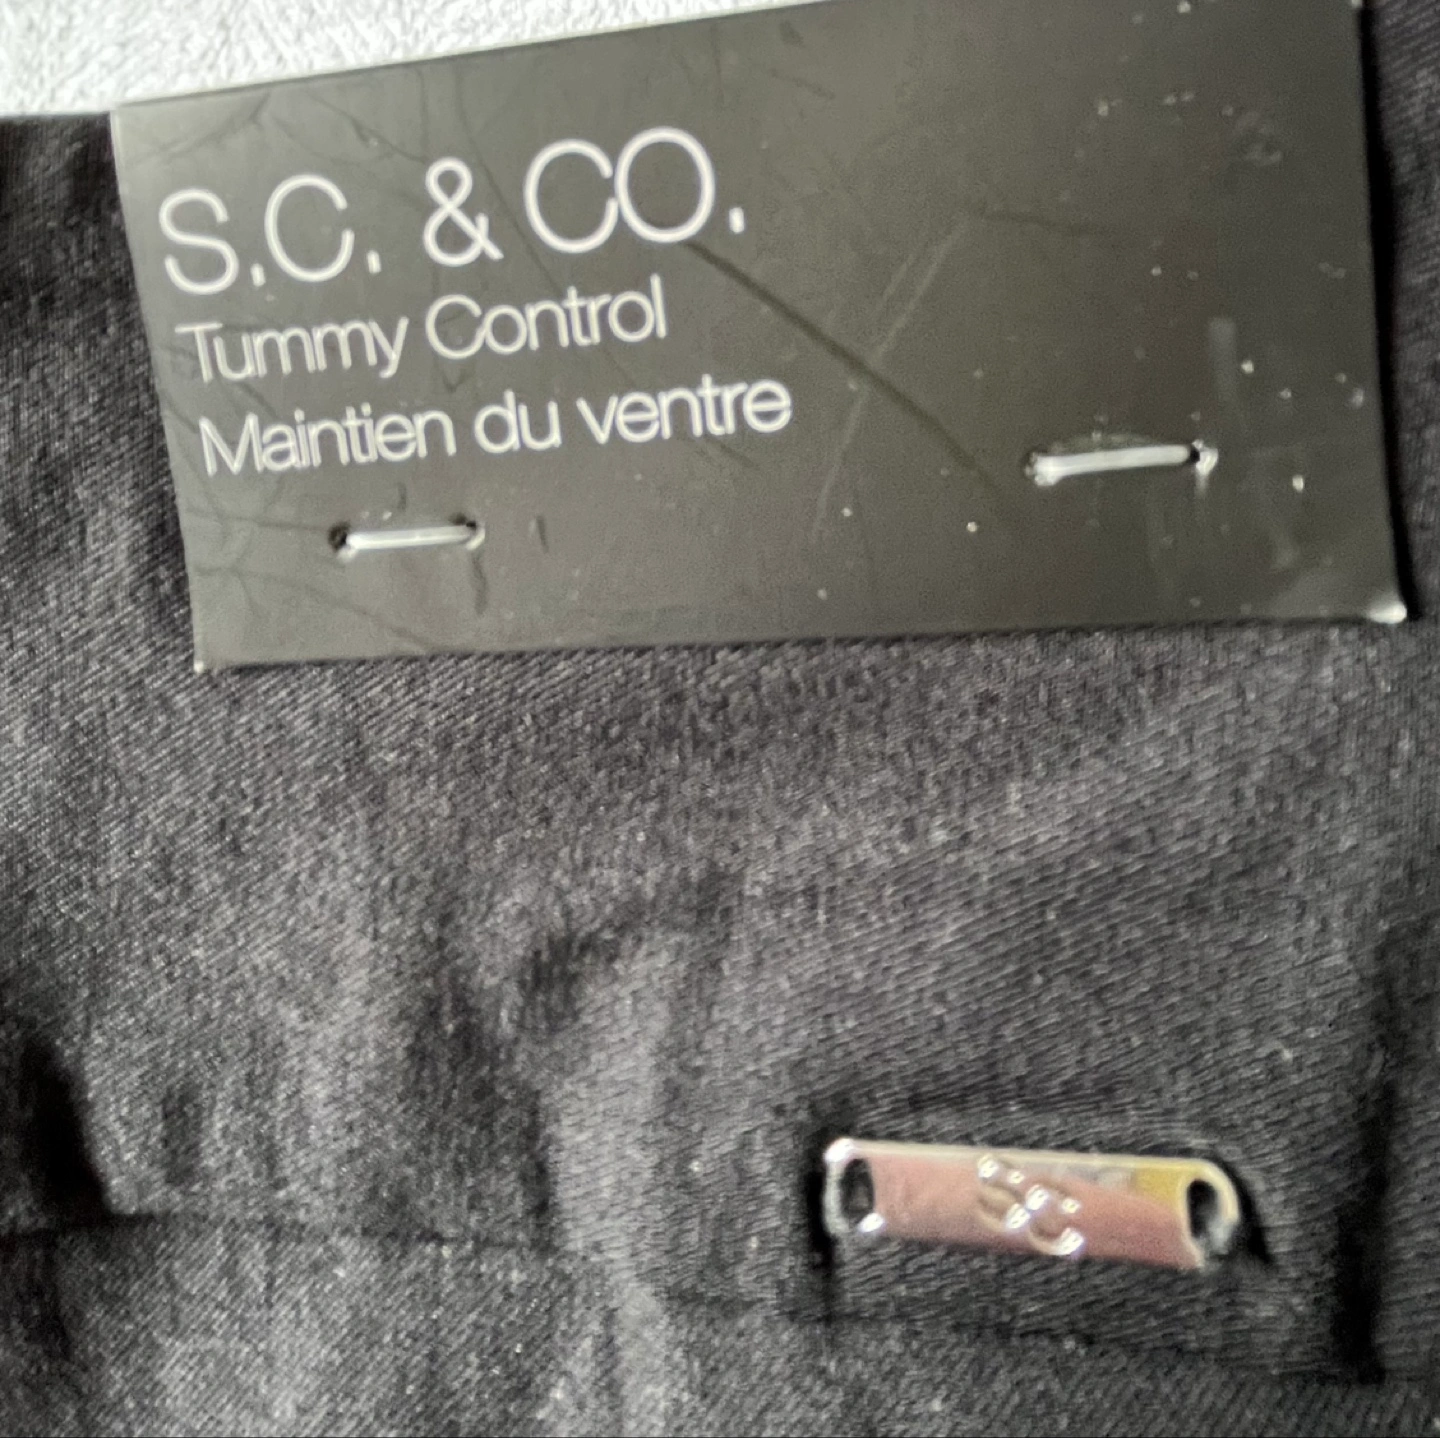 S.C. & CO.
Tummy Control
Maintien du ventre
SC